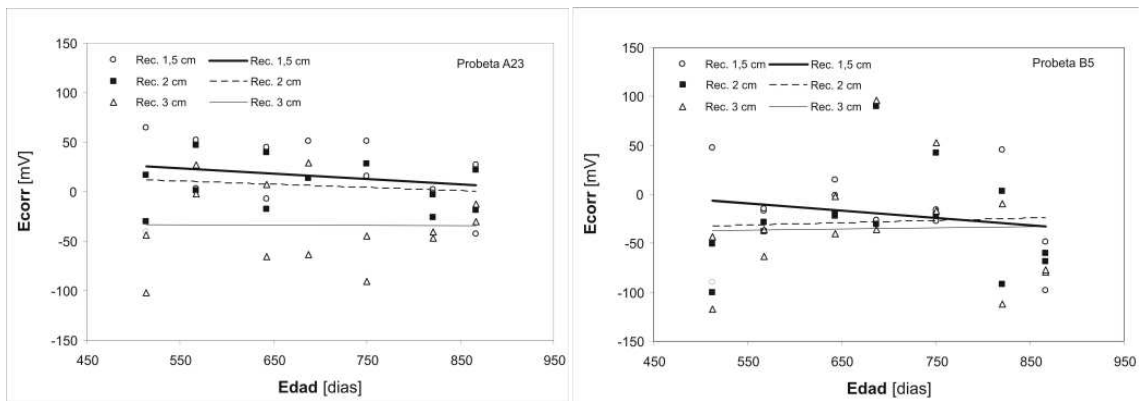 150
100
50
0
-50
-100
-150
450
550
650
750
850
950
Ecorr [mV]
Edad [dias]
Rec. 1,5 cm
Rec. 1,5 cm
Rec. 2 cm
Rec. 2 cm
Rec. 3 cm
Rec. 3 cm
Probeta A23
150
100
50
0
-50
-100
-150
450
550
650
750
850
950
Ecorr [mV]
Edad [dias]
Rec. 1,5 cm
Rec. 1,5 cm
Rec. 2 cm
Rec. 2 cm
Rec. 3 cm
Rec. 3 cm
Probeta B5